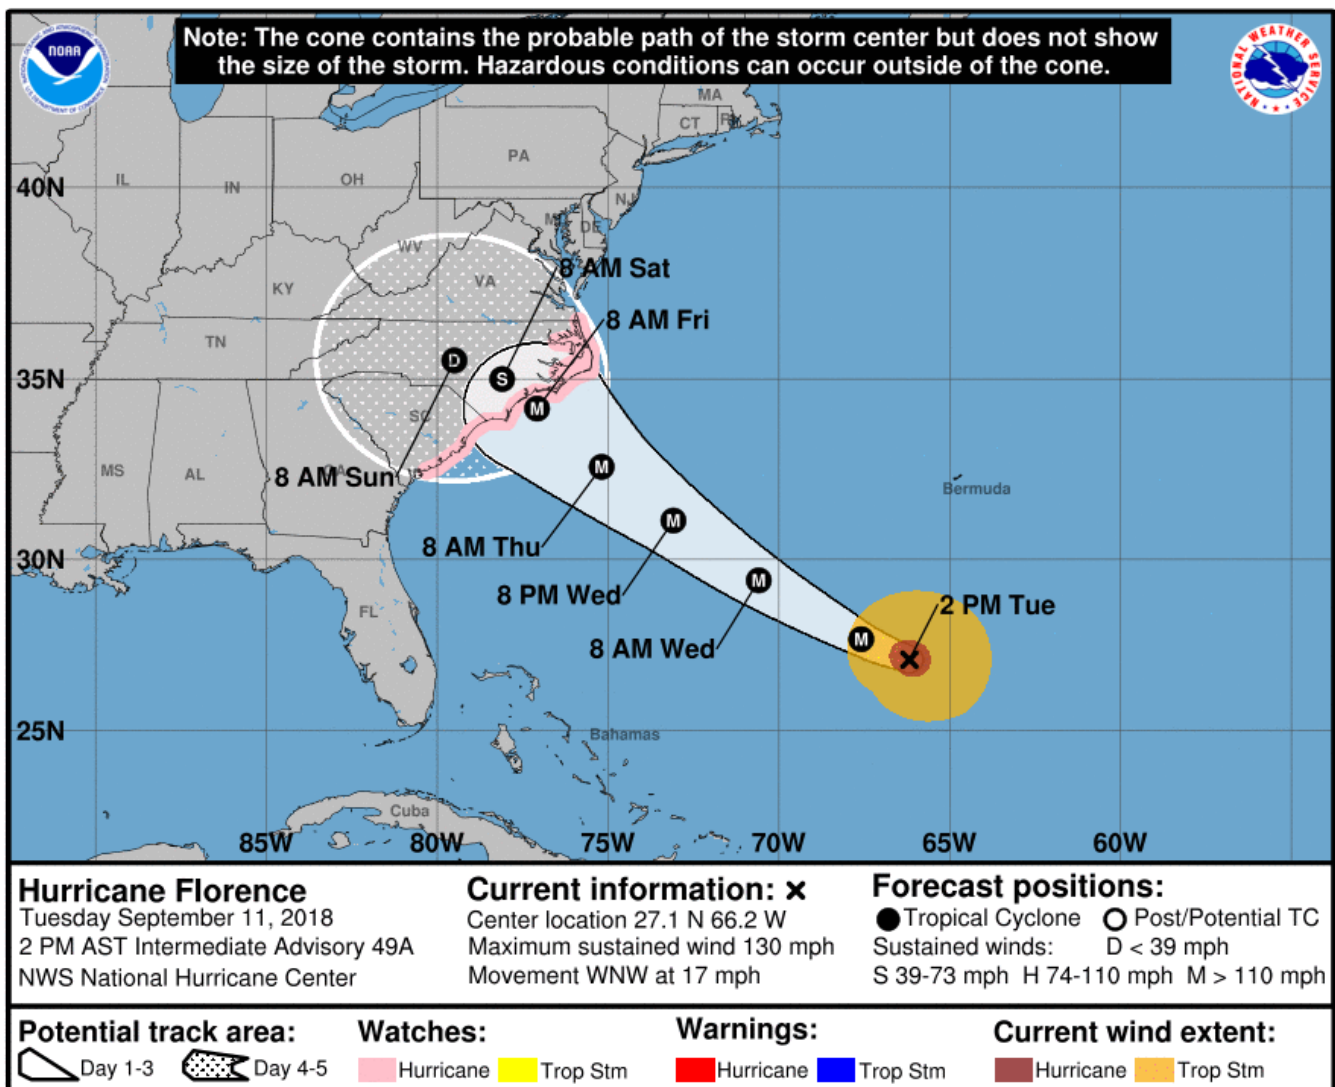 Note: The cone contains the probable path of the storm center but does not show
the size of the storm. Hazardous conditions can occur outside of the cone.
NOAA
NATIONAL WEATHER SERVICE
MA
CT
PA
OH
IL
IN
NJ
40N
DE
WV
8 AM Sat
VA
KY
8 AM Fri
TN
D
35N
S
M
SC
MS
AL
8 AM Sun
M
Bermuda
M
8 AM Thu
30N
M
8 PM Wed
2 PM Tue
FL
M
8 AM Wed
25N
Bahamas
Cuba
85W 80W 75W 70W 65W 60W
Hurricane Florence
Tuesday September 11, 2018
2 PM AST Intermediate Advisory 49A
NWS National Hurricane Center
Current information: x
Center location 27.1 N 66.2 W
Maximum sustained wind 130 mph
Movement WNW at 17 mph
Forecast positions:
Tropical Cyclone Post/Potential TC
Sustained winds: D < 39 mph
S 39-73 mph H 74-110 mph M > 110 mph
Potential track area:
Day 1-3 Day 4-5
Watches:
Hurricane Trop Stm
Warnings:
Hurricane Trop Stm
Current wind extent:
Hurricane Trop Stm